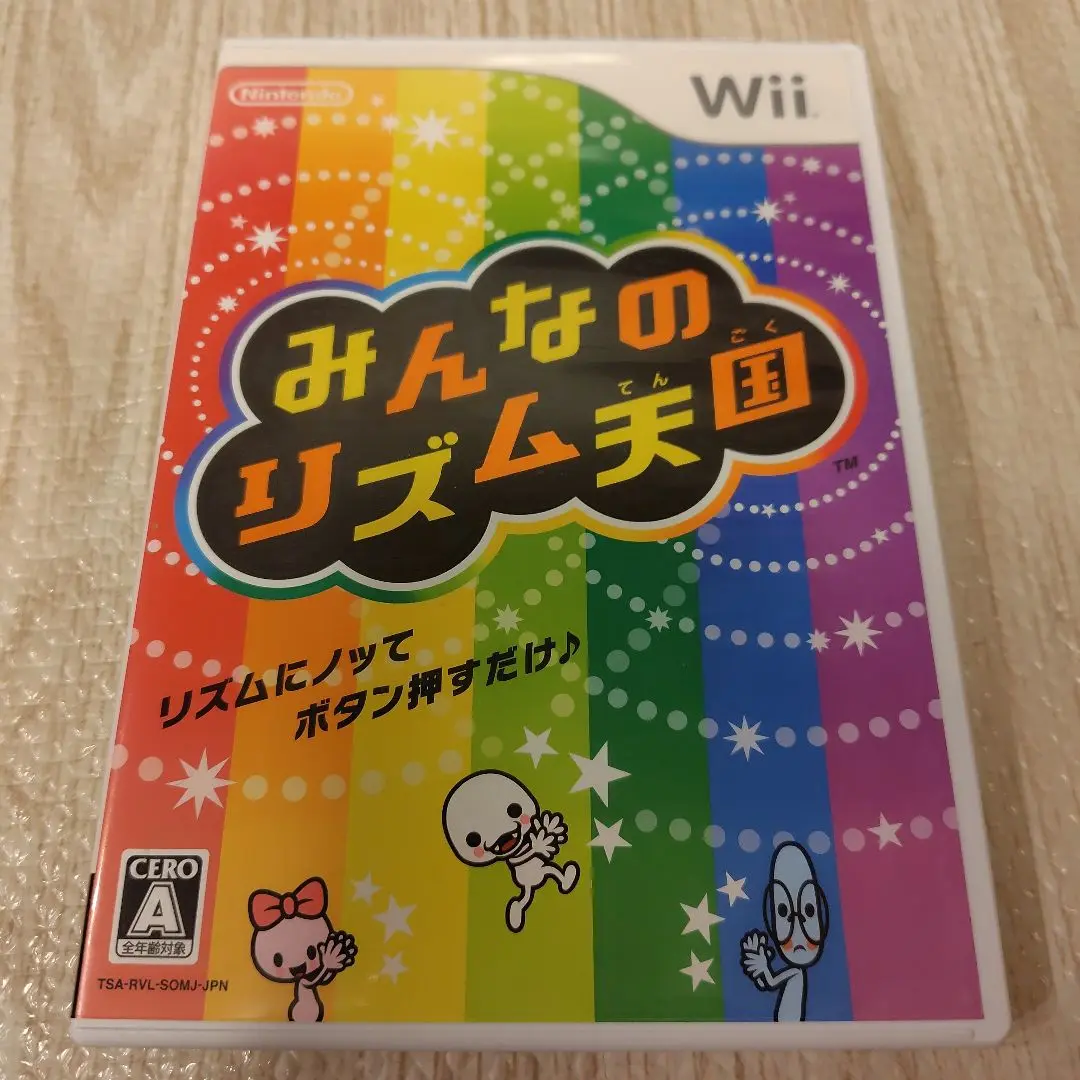 Nintendo
Wii
みんなの
リズム天国
てん
ごく
TM
リズムにノッて
ボタン押すだけ♪
CERO
A
全年齢対象
TSA-RVL-SOMJ-JPN